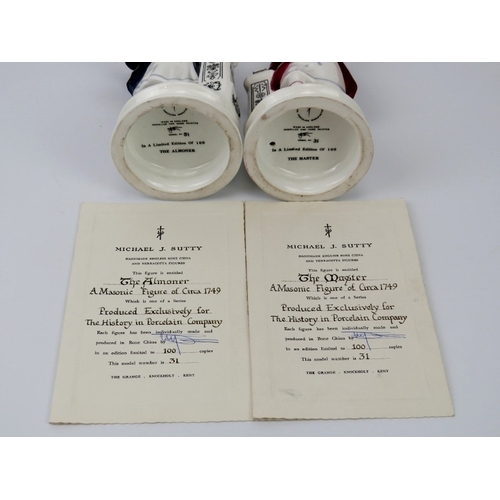 In A Limited Edition Of 100
THE ALMONER
In A Limited Edition Of 100
THE MASTER
31
MICHAEL J. SUTTY
HANDMADE ENGLISH BONE CHINA
AND PORCELAIN FIGURES
This figure is entitled
The Almoner
A Masonic Figure of Circa 1749
Which is one of a Series
Produced Exclusively for
The History in Porcelain Company
Each figure has been individually made and
produced in Bone China by
In an edition limited to 100 copies
This model number is 31
THE GRANGE . KNOCKHOLT . KENT
MICHAEL J. SUTTY
HANDMADE ENGLISH BONE CHINA
AND PORCELAIN FIGURES
This figure is entitled
The Master
A Masonic Figure of Circa 1749
Which is one of a Series
Produced Exclusively for
The History in Porcelain Company
Each figure has been individually made and
produced in Bone China by
In an edition limited to 100 copies
This model number is 31
THE GRANGE . KNOCKHOLT . KENT